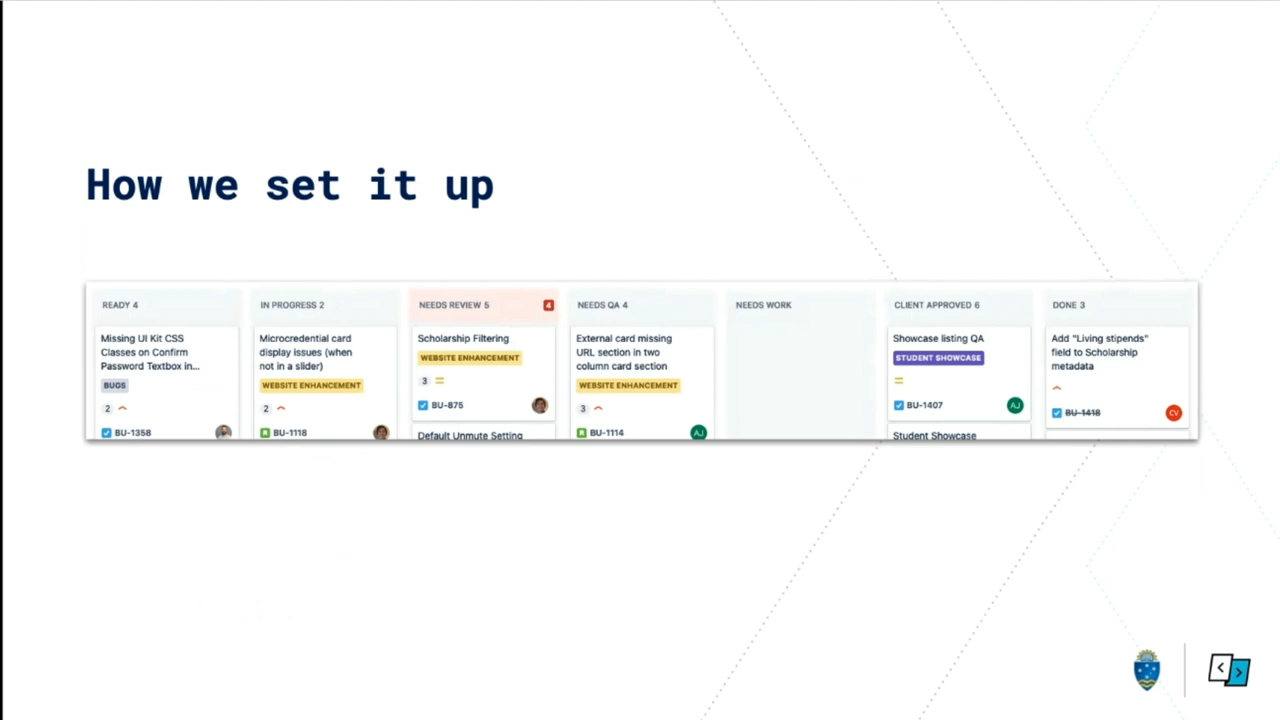 How we set it up
READY 4
Missing UI Kit CSS
Classes on Confirm
Password Textbox in...
BUGS
2
BU-1358
IN PROGRESS 2
Microcredential card
display issues (when
not in a slider)
WEBSITE ENHANCEMENT
2
BU-1118
NEEDS REVIEW 5
4
Scholarship Filtering
WEBSITE ENHANCEMENT
3
BU-875
Default Unmute Setting
NEEDS QA 4
External card missing
URL section in two
column card section
WEBSITE ENHANCEMENT
3
BU-1114
AJ
NEEDS WORK
CLIENT APPROVED 6
Showcase listing QA
STUDENT SHOWCASE
BU-1407
AJ
Student Showcase
DONE 3
Add "Living stipends"
field to Scholarship
metadata
BU-1418
CV